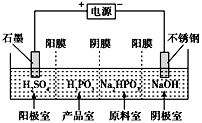 + 电源 −
石墨 阳膜 阴膜 阳膜 不锈钢
H₂SO₄ H₃PO₄ Na₂HPO₄ NaOH
阳极室 产品室 原料室 阴极室